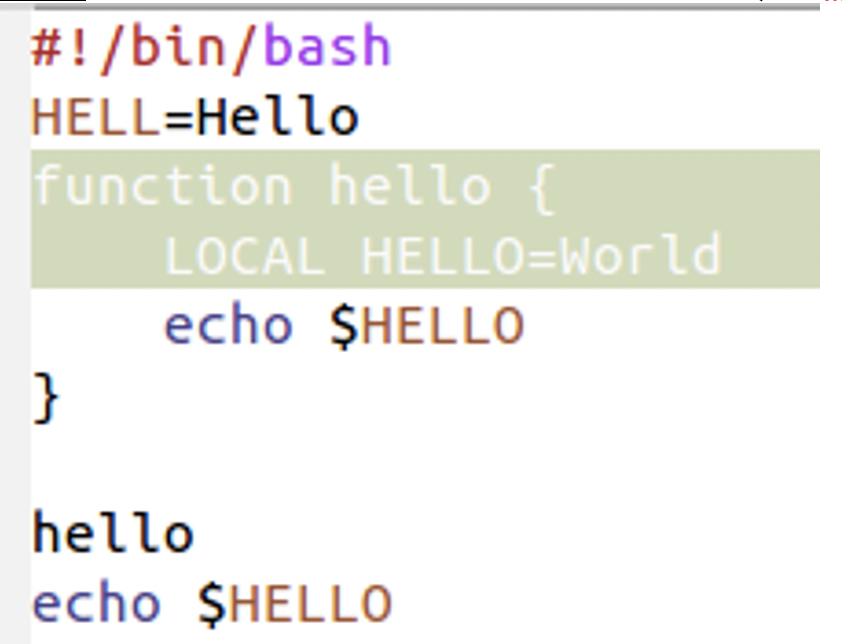 #!/bin/bash
HELL=Hello
function hello {
    LOCAL HELLO=World
    echo $HELLO
}
hello
echo $HELLO